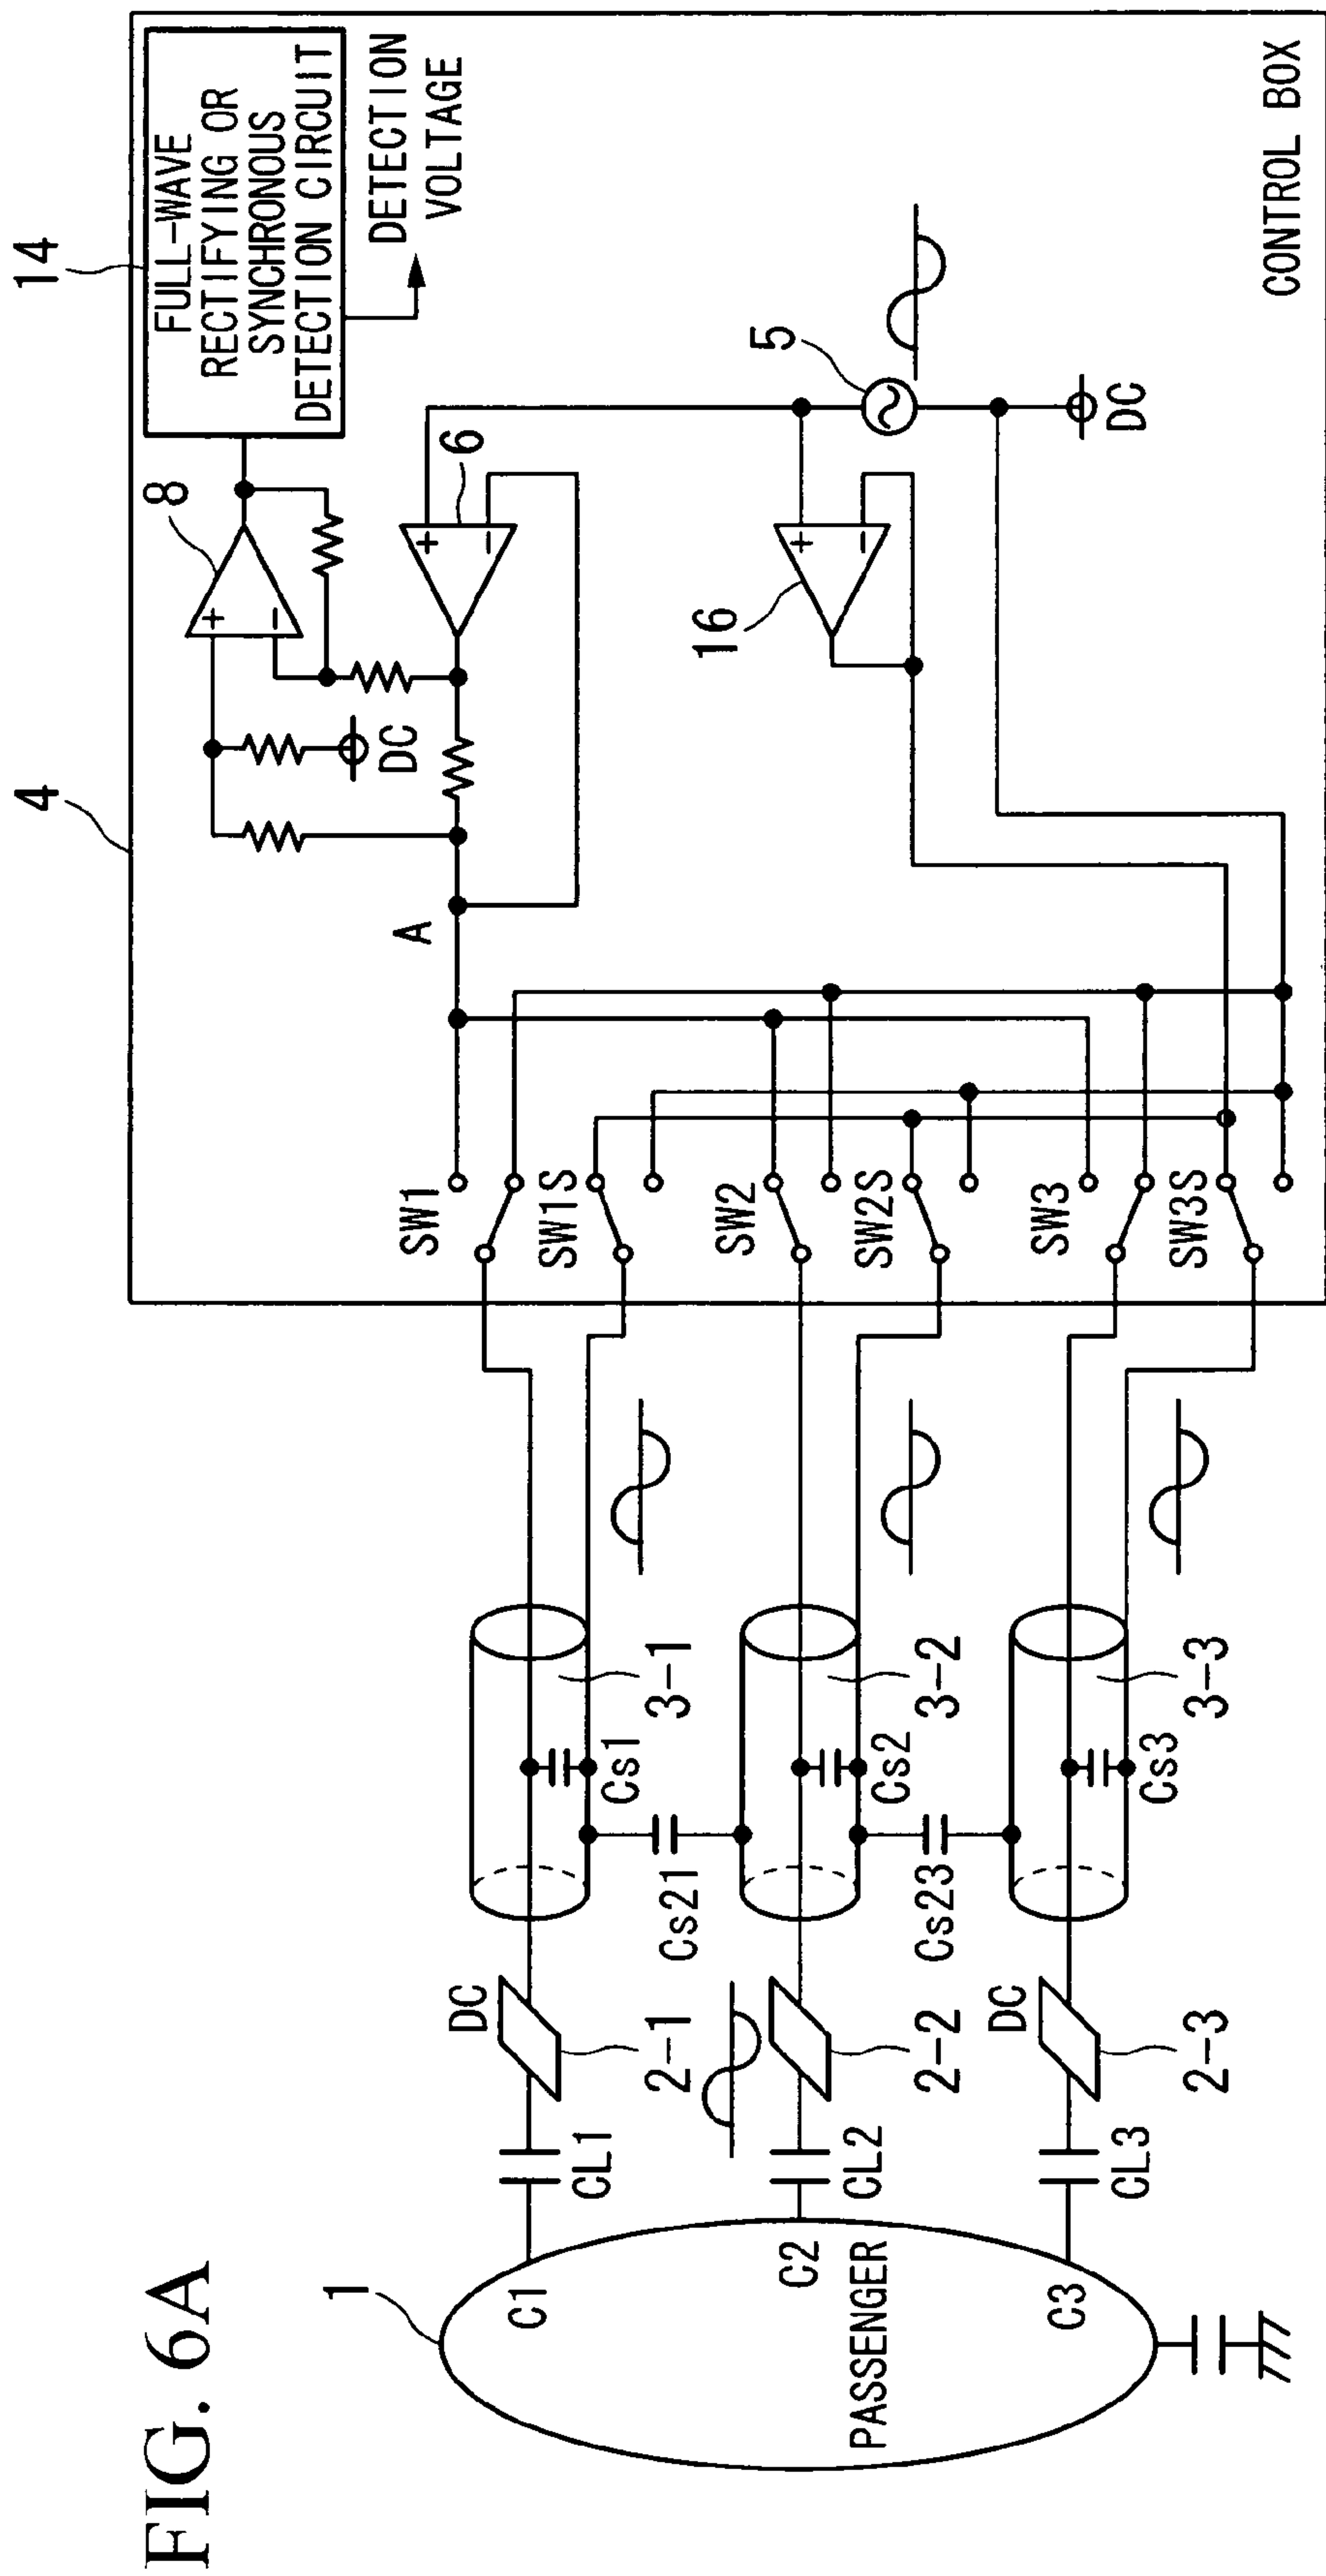 FIG. 6A
4
14
FULL-WAVE
RECTIFYING OR
SYNCHRONOUS
DETECTION CIRCUIT
DETECTION
VOLTAGE
8
+
−
DC
6
+
−
A
5
16
+
−
DC
SW1
SW1S
SW2
SW2S
SW3
SW3S
CONTROL BOX
1
C1
C2
PASSENGER
C3
CL1
DC
2-1
Cs1
3-1
Cs21
CL2
2-2
Cs2
3-2
Cs23
CL3
DC
2-3
Cs3
3-3